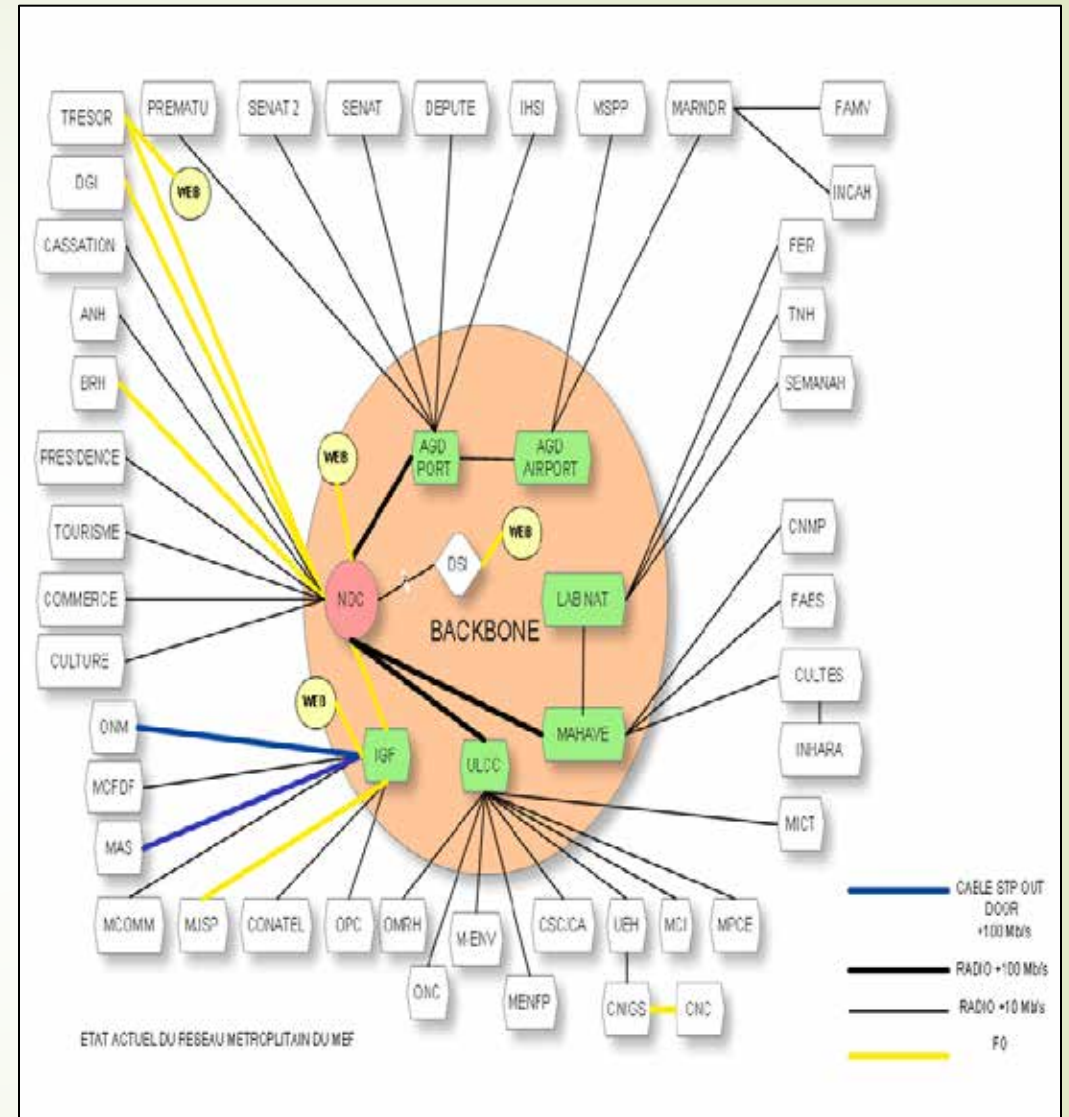 TRESOR
PREMATU
SENAT 2
SENAT
DEPUTE
IHSI
MSPP
MARNDR
FAMV
DGI
WEB
INCAH
CASSATION
FER
ANH
TNH
BRH
SEMANAH
PRESIDENCE
WEB
AGD
PORT
AGD
AIRPORT
TOURISME
DSI
WEB
CNMP
COMMERCE
NOC
LAB NAT
FAES
BACKBONE
CULTURE
CULTES
WEB
ONM
IGF
ULCC
MAHAVE
INHARA
MCFDF
MAS
MICT
MCOMM
MJSP
CONATEL
OPC
OMRH
M-ENV
CSC/CA
UEH
MCI
MPCE
ONC
MENFP
CNIGS
CNC
CABLE STP OUT
DOOR
+100 Mb/s
RADIO +100 Mb/s
RADIO +10 Mb/s
FO
ETAT ACTUEL DU RESEAU METROPLITAIN DU MEF